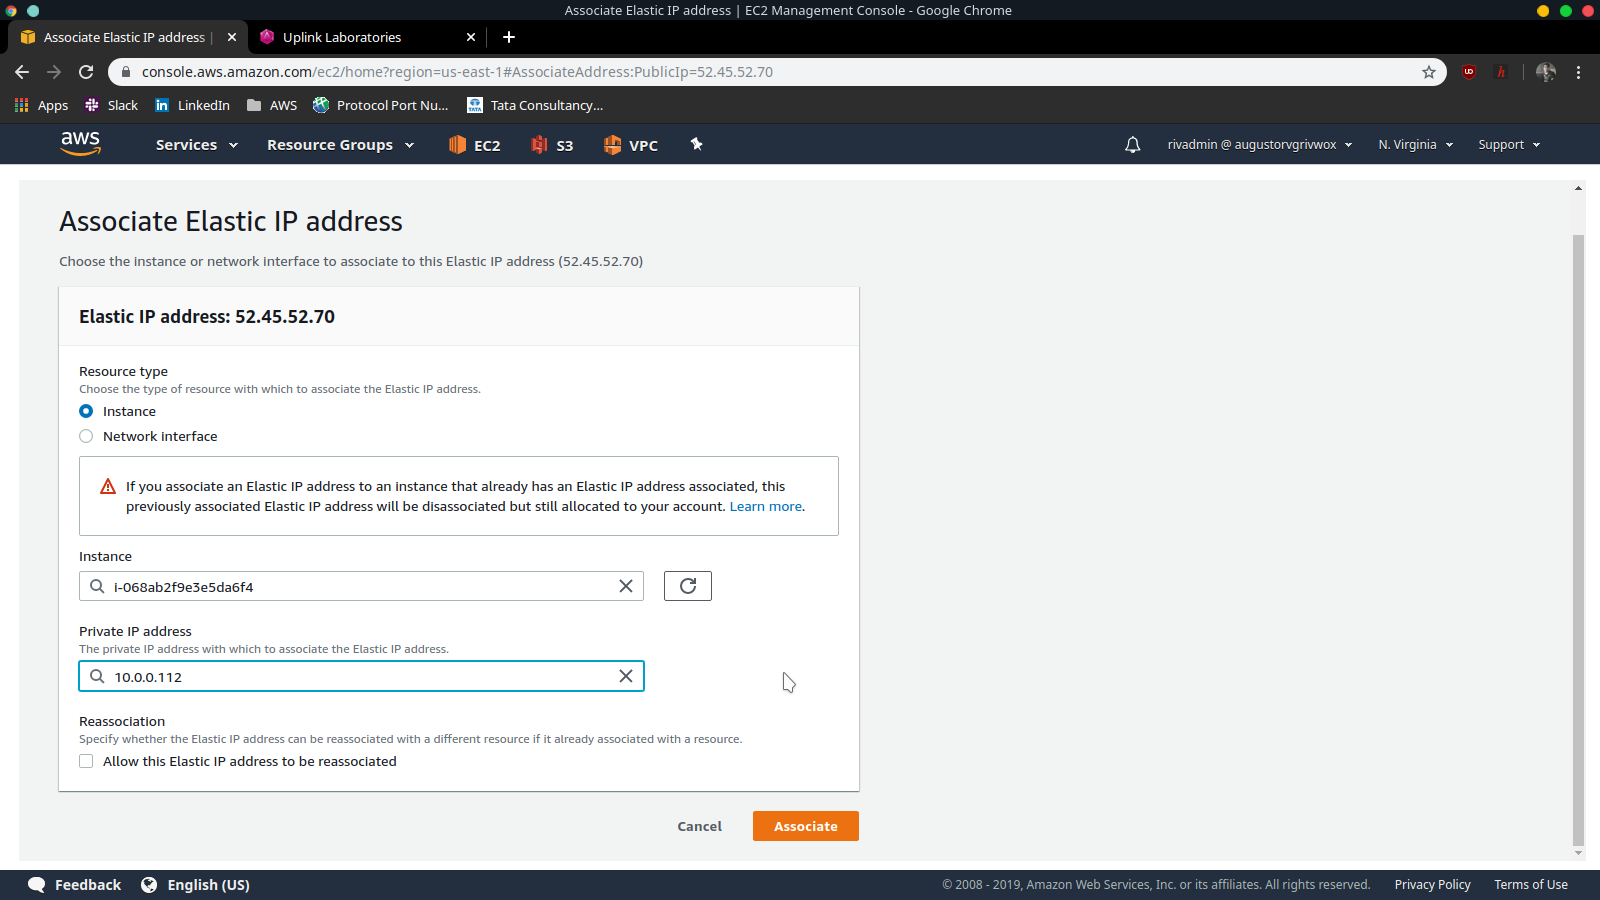 Associate Elastic IP address | EC2 Management Console - Google Chrome
Associate Elastic IP address |
Uplink Laboratories
console.aws.amazon.com/ec2/home?region=us-east-1#AssociateAddress:PublicIp=52.45.52.70
Apps Slack LinkedIn AWS Protocol Port Nu... Tata Consultancy...
aws Services Resource Groups EC2 S3 VPC rivadmin @ augustorvgrivwox N. Virginia Support
Associate Elastic IP address
Choose the instance or network interface to associate to this Elastic IP address (52.45.52.70)
Elastic IP address: 52.45.52.70
Resource type
Choose the type of resource with which to associate the Elastic IP address.
Instance
Network interface
If you associate an Elastic IP address to an instance that already has an Elastic IP address associated, this
previously associated Elastic IP address will be disassociated but still allocated to your account. Learn more.
Instance
i-068ab2f9e3e5da6f4
Private IP address
The private IP address with which to associate the Elastic IP address.
10.0.0.112
Reassociation
Specify whether the Elastic IP address can be reassociated with a different resource if it already associated with a resource.
Allow this Elastic IP address to be reassociated
Cancel Associate
Feedback English (US) © 2008 - 2019, Amazon Web Services, Inc. or its affiliates. All rights reserved. Privacy Policy Terms of Use